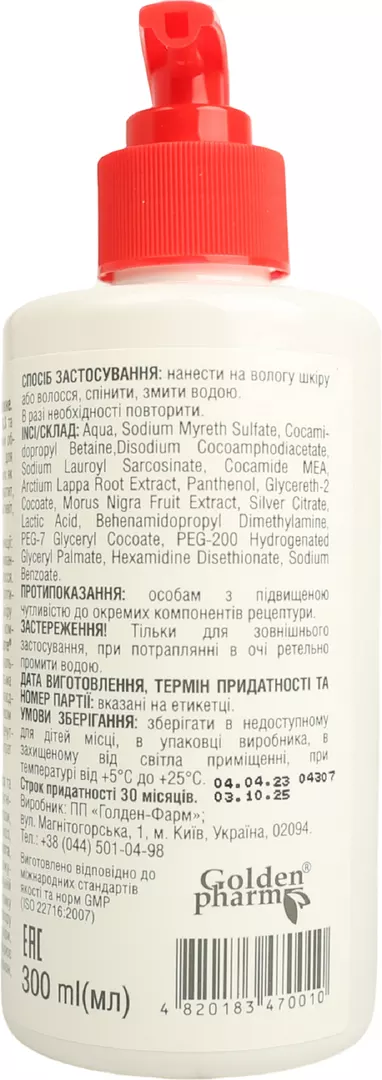 СПОСІБ ЗАСТОСУВАННЯ: нанести на вологу шкіру
або волосся, спінити, змити водою.
В разі необхідності повторити.
INCI/СКЛАД: Aqua, Sodium Myreth Sulfate, Cocami-
dopropyl Betaine,Disodium Cocoamphodiacetate,
Sodium Lauroyl Sarcosinate, Cocamide MEA,
Arctium Lappa Root Extract, Panthenol, Glycereth-2
Cocoate, Morus Nigra Fruit Extract, Silver Citrate,
Lactic Acid, Behenamidopropyl Dimethylamine,
PEG-7 Glyceryl Cocoate, PEG-200 Hydrogenated
Glyceryl Palmate, Hexamidine Disethionate, Sodium
Benzoate.
ПРОТИПОКАЗАННЯ: особам з підвищеною
чутливістю до окремих компонентів рецептури.
ЗАСТЕРЕЖЕННЯ! Тільки для зовнішнього
застосування, при потраплянні в очі ретельно
промити водою.
ДАТА ВИГОТОВЛЕННЯ, ТЕРМІН ПРИДАТНОСТІ ТА
НОМЕР ПАРТІЇ: вказані на етикетці.
УМОВИ ЗБЕРІГАННЯ: зберігати в недоступному
для дітей місці, в упаковці виробника, в
захищеному від світла приміщенні, при
температурі від +5°С до +25°С. 04.04.23 04307
Строк придатності 30 місяців. 03.10.25
Виробник: ПП «Голден-Фарм»;
вул. Магнітогорська, 1, м. Київ, Україна, 02094.
Тел.: +38 (044) 501-04-98
Виготовлено відповідно до
міжнародних стандартів
якості та норм GMP
(ISO 22716:2007)
Golden®
pharm
EAC
300 ml(мл)
4 820183 470010